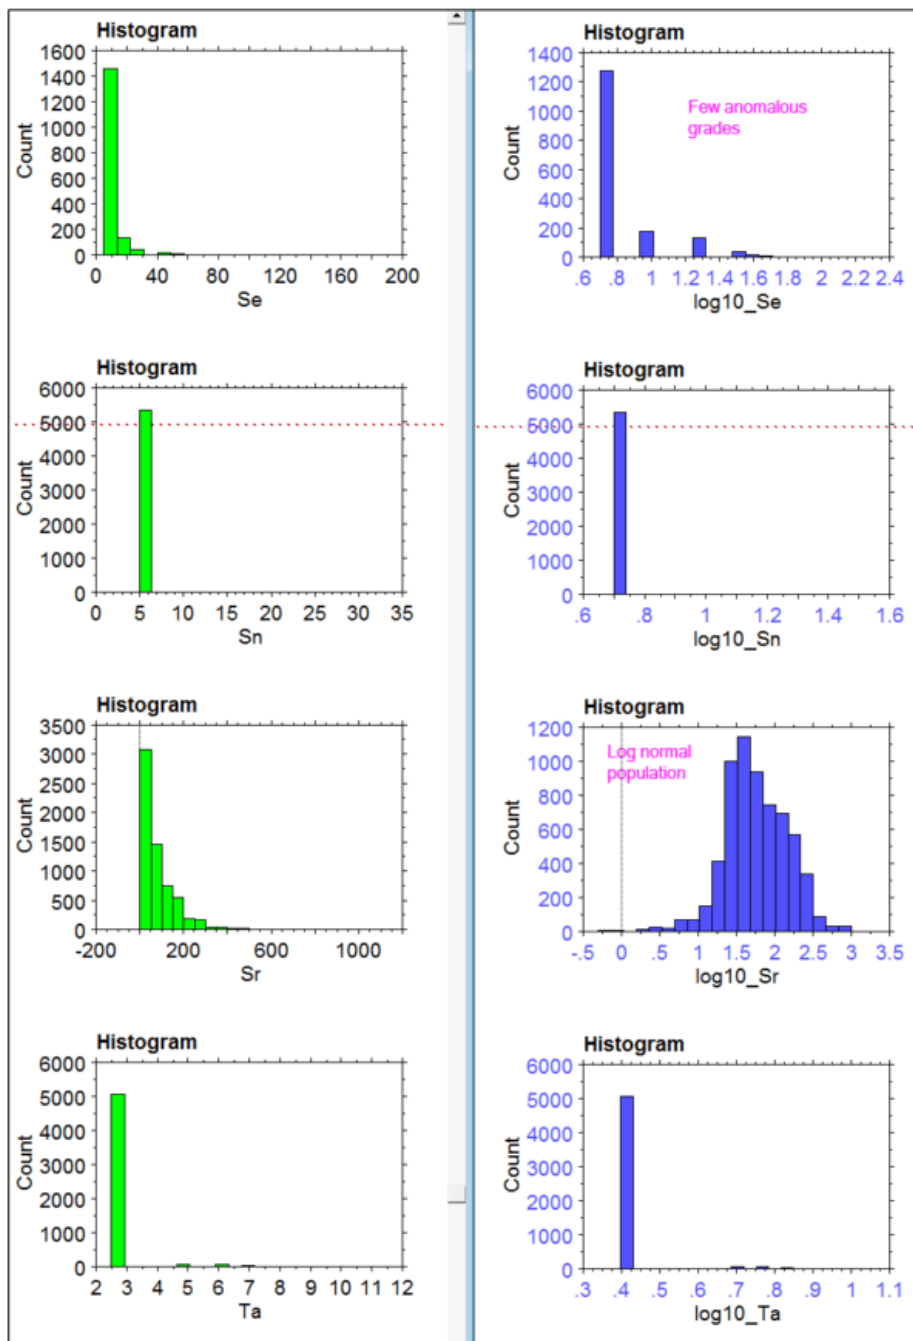 Histogram
1600
1400
1200
1000
800
600
400
200
0
Count
0 40 80 120 160 200
Se
Histogram
1400
1200
1000
800
600
400
200
0
Count
Few anomalous
grades
.6 .8 1 1.2 1.4 1.6 1.8 2 2.2 2.4
log10_Se
Histogram
6000
5000
4000
3000
2000
1000
0
Count
0 5 10 15 20 25 30 35
Sn
Histogram
6000
5000
4000
3000
2000
1000
0
Count
.6 .8 1 1.2 1.4 1.6
log10_Sn
Histogram
3500
3000
2500
2000
1500
1000
500
0
Count
-200 200 600 1000
Sr
Histogram
1200
1000
800
600
400
200
0
Count
Log normal
population
-.5 0 .5 1 1.5 2 2.5 3 3.5
log10_Sr
Histogram
6000
5000
4000
3000
2000
1000
0
Count
2 3 4 5 6 7 8 9 10 11 12
Ta
Histogram
6000
5000
4000
3000
2000
1000
0
Count
.3 .4 .5 .6 .7 .8 .9 1 1.1
log10_Ta